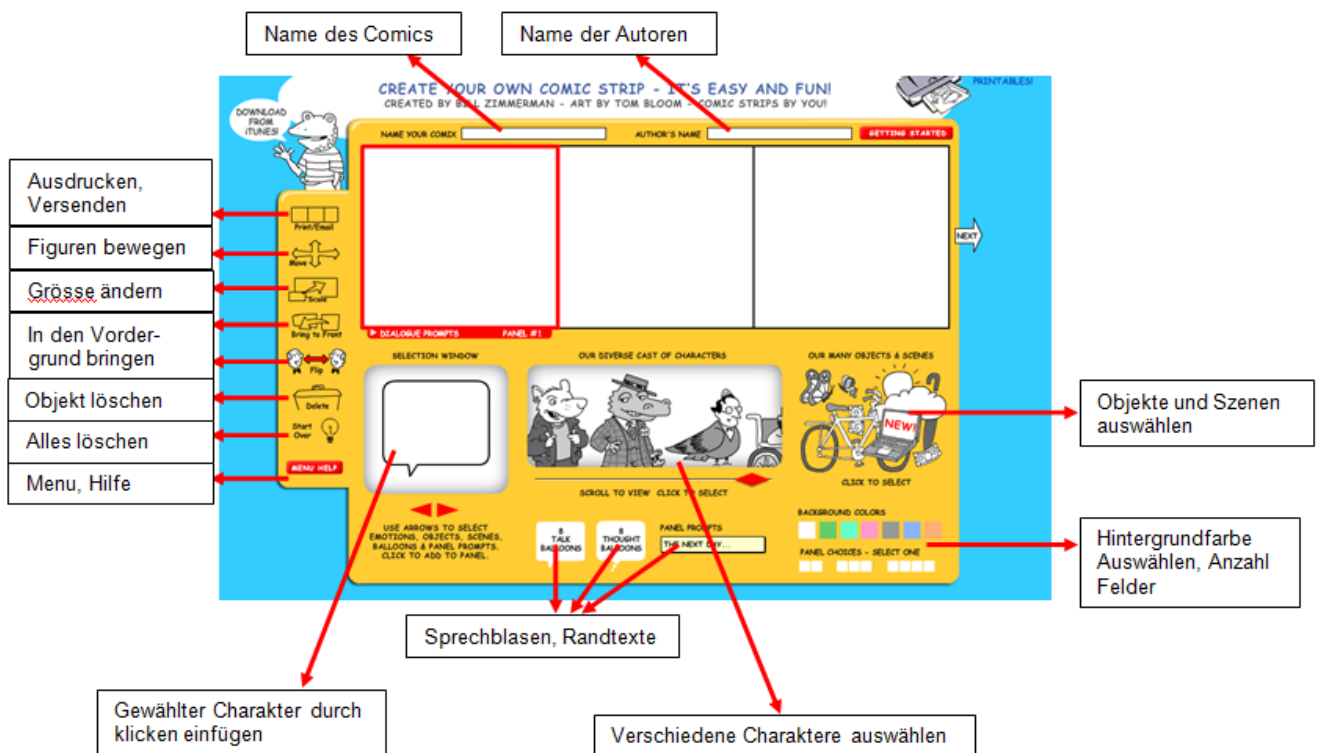 Name des Comics
Name der Autoren
CREATE YOUR OWN COMIC STRIP - IT'S EASY AND FUN!
CREATED BY BILL ZIMMERMAN - ART BY TOM BLOOM - COMIC STRIPS BY YOU!
PRINTABLES!
DOWNLOAD
FROM
iTUNES!
NAME YOUR COMIX
AUTHOR'S NAME
GETTING STARTED
Ausdrucken,
Versenden
Figuren bewegen
Grösse ändern
In den Vorder-
grund bringen
Objekt löschen
Alles löschen
Menu, Hilfe
Print/Email
Move
Scale
Bring to Front
Flip
Delete
Start
Over
MENU HELP
NEXT
DIALOGUE PROMPTS
PANEL #1
SELECTION WINDOW
OUR DIVERSE CAST OF CHARACTERS
OUR MANY OBJECTS & SCENES
NEW!
CLICK TO SELECT
SCROLL TO VIEW CLICK TO SELECT
USE ARROWS TO SELECT
EMOTIONS, OBJECTS, SCENES,
BALLOONS & PANEL PROMPTS.
CLICK TO ADD TO PANEL.
8
TALK
BALLOONS
8
THOUGHT
BALLOONS
PANEL PROMPTS
THE NEXT DAY...
BACKGROUND COLORS
PANEL CHOICES - SELECT ONE
Objekte und Szenen
auswählen
Hintergrundfarbe
Auswählen, Anzahl
Felder
Sprechblasen, Randtexte
Gewählter Charakter durch
klicken einfügen
Verschiedene Charaktere auswählen